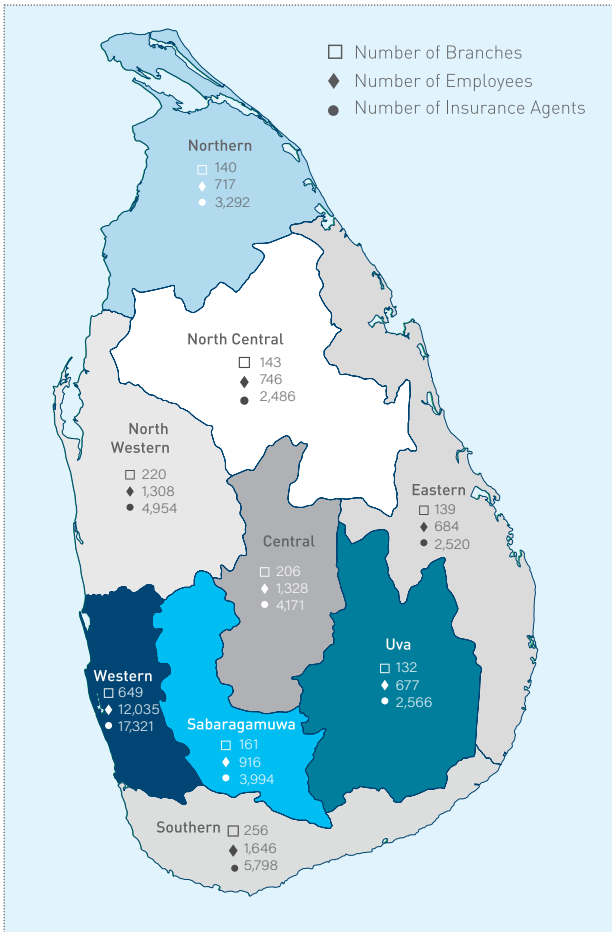 Number of Branches
Number of Employees
Number of Insurance Agents
Northern
140
717
3,292
North Central
143
746
2,486
North
Western
220
1,308
4,954
Eastern
139
684
2,520
Central
206
1,328
4,171
Uva
132
677
2,566
Western
649
12,035
17,321
Sabaragamuwa
161
916
3,994
Southern
256
1,646
5,798